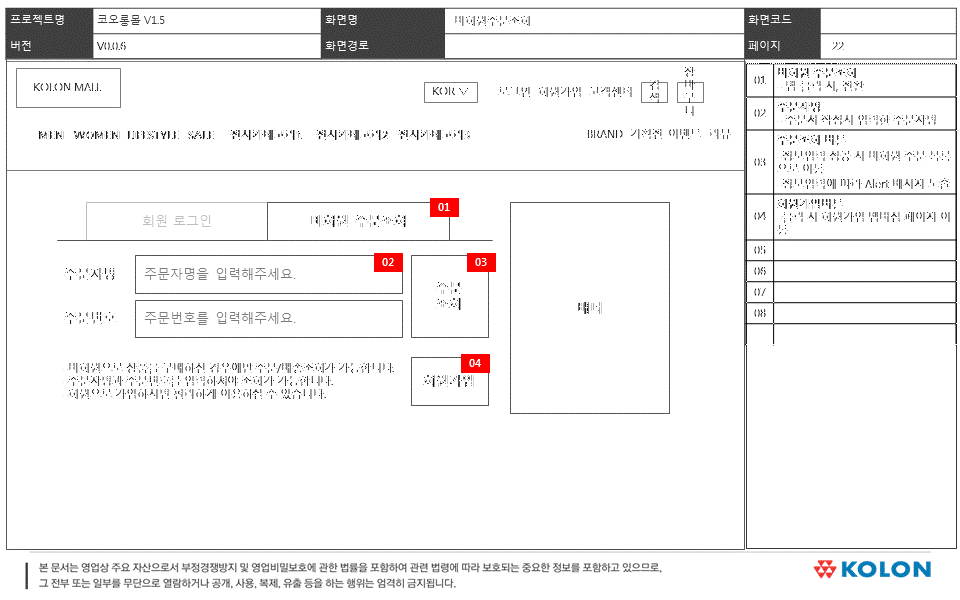 프로젝트명 코오롱몰 V1.5 화면명 비회원주문조회 화면코드
버전 V0.0.6 화면경로 페이지 22
KOLON MALL
KOR 로그인 회원가입 고객센터 검색 장바구니
MEN WOMEN LIFESTYLE SALE 전시카테고리1 전시카테고리2 전시카테고리3
BRAND 기획전 이벤트 리뷰
회원 로그인
비회원 주문조회
01
주문자명
주문자명을 입력해주세요.
02
주문번호
주문번호를 입력해주세요.
주문
조회
03
비회원으로 상품을 구매하신 경우에만 주문/배송조회가 가능합니다.
주문자명과 주문번호를 입력하셔야 조회가 가능합니다.
회원으로 가입하시면 편리하게 이용하실 수 있습니다.
회원가입
04
배너
01 비회원 주문조회
- 탭 클릭 시, 전환
02 주문자명
- 주문서 작성시 입력한 주문자명
03 주문조회 버튼
- 정보입력 성공 시 비회원 주문 목록
으로 이동
- 정보입력에 따라 Alert 메시지 노출
04 회원가입버튼
- 클릭 시 회원가입 멤버십 페이지 이
동
05
06
07
08
본 문서는 영업상 주요 자산으로서 부정경쟁방지 및 영업비밀보호에 관한 법률을 포함하여 관련 법령에 따라 보호되는 중요한 정보를 포함하고 있으므로,
그 전부 또는 일부를 무단으로 열람하거나 공개, 사용, 복제, 유출 등을 하는 행위는 엄격히 금지됩니다.
KOLON